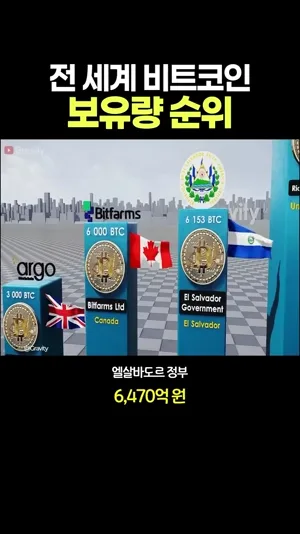 전 세계 비트코인
보유량 순위
argo
3 000 BTC
Bitfarms
6 000 BTC
Bitfarms Ltd
Canada
6 153 BTC
El Salvador
Government
El Salvador
엘살바도르 정부
6,470억 원